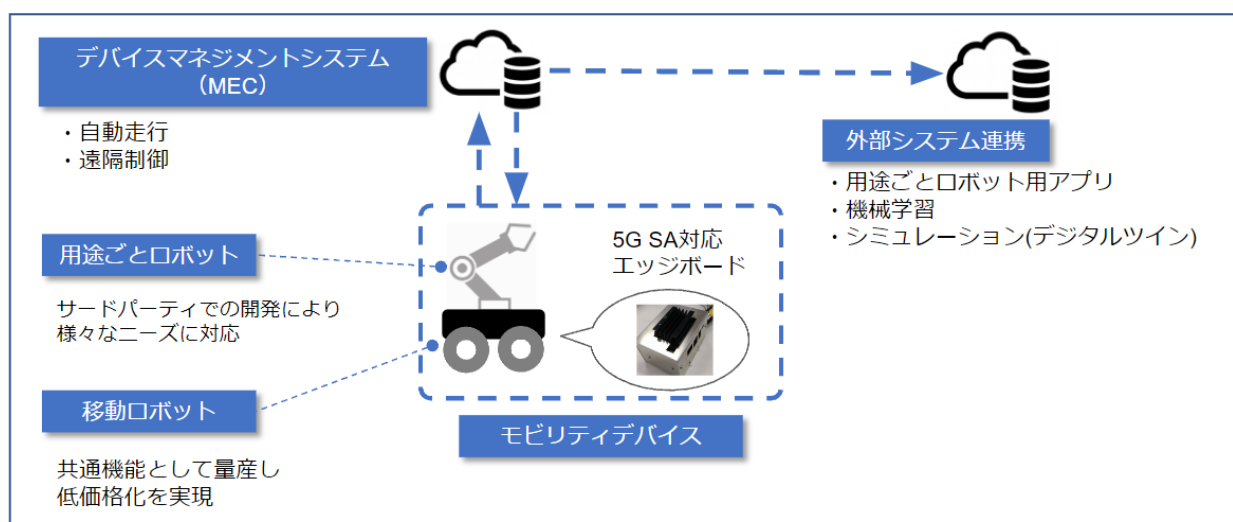 デバイスマネジメントシステム
（MEC）
・自動走行
・遠隔制御
外部システム連携
・用途ごとロボット用アプリ
・機械学習
・シミュレーション(デジタルツイン)
5G SA対応
エッジボード
用途ごとロボット
サードパーティでの開発により
様々なニーズに対応
移動ロボット
共通機能として量産し
低価格化を実現
モビリティデバイス